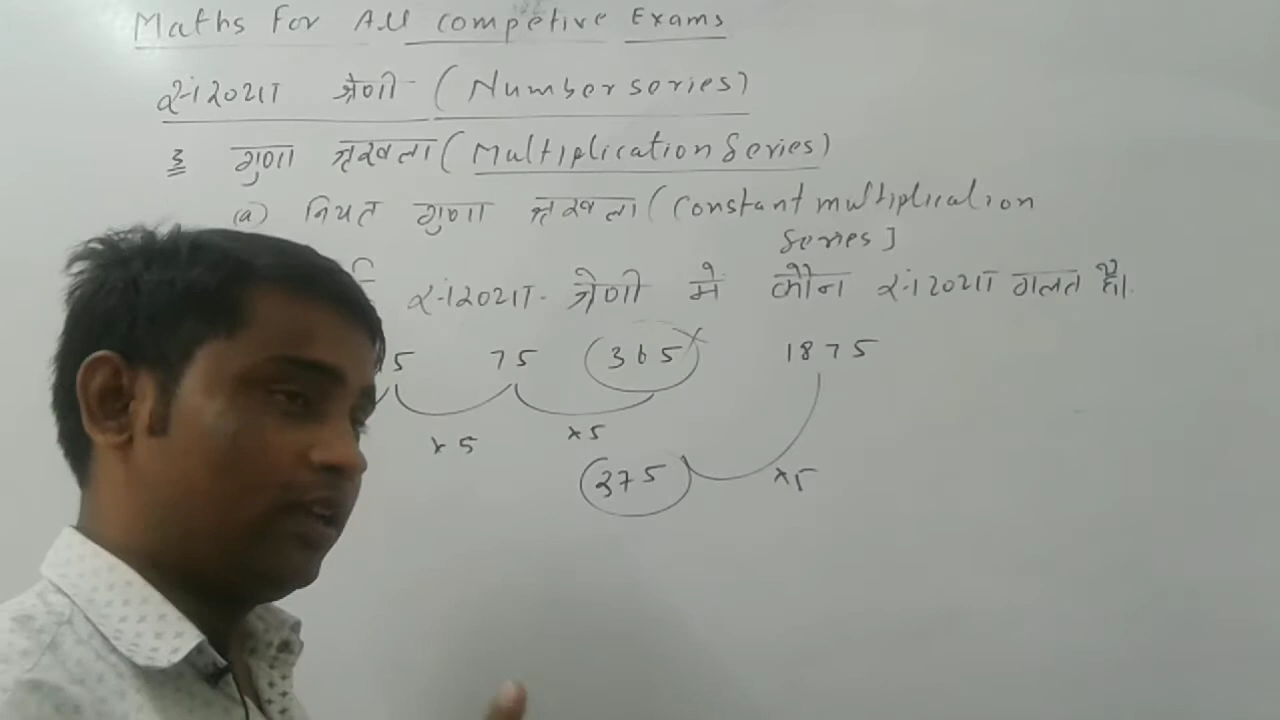 Maths For All Competive Exams
संख्या श्रेणी (Number series)
3 गुणा श्रृखला (Multiplication Series)
(a) नियत गुणा श्रृखला (Constant multiplication
Series]
संख्या श्रेणी मे कौन संख्या गलत है।
5 75 365 1875
×5 ×5
375 ×5